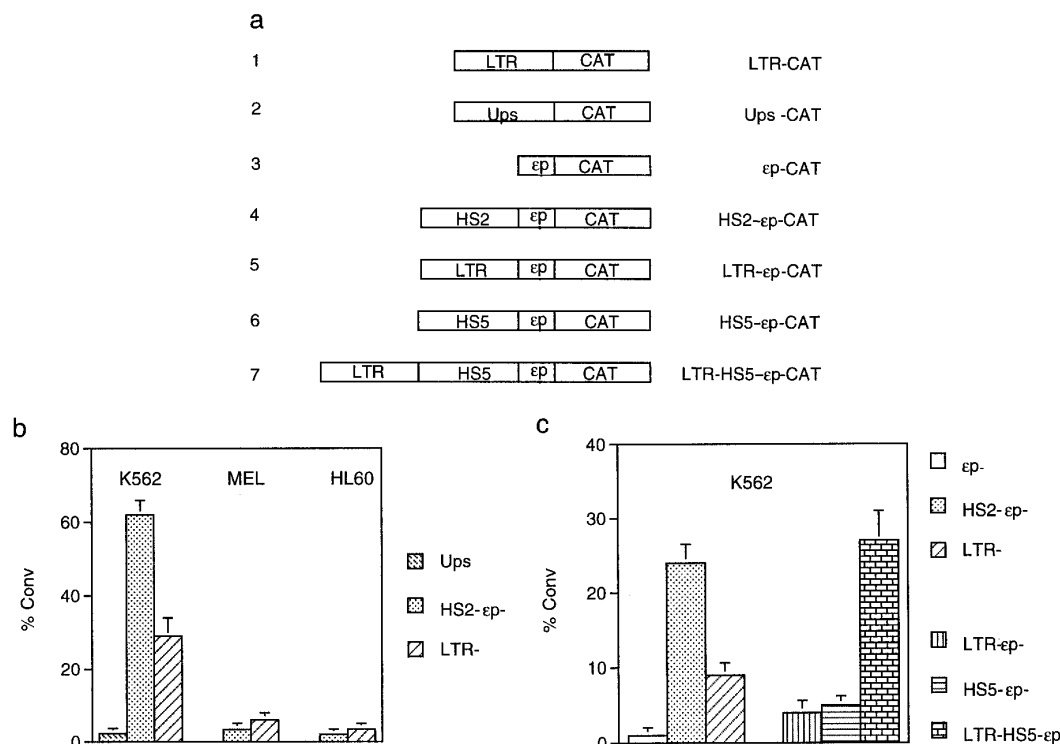 a
1 LTR CAT LTR-CAT
2 Ups CAT Ups -CAT
3 εp CAT εp-CAT
4 HS2 εp CAT HS2-εp-CAT
5 LTR εp CAT LTR-εp-CAT
6 HS5 εp CAT HS5-εp-CAT
7 LTR HS5 εp CAT LTR-HS5-εp-CAT
b
80
60
40
20
0
% Conv
K562 MEL HL60
Ups
HS2-εp-
LTR-
c
40
30
20
10
0
% Conv
K562
εp-
HS2-εp-
LTR-
LTR-εp-
HS5-εp-
LTR-HS5-εp